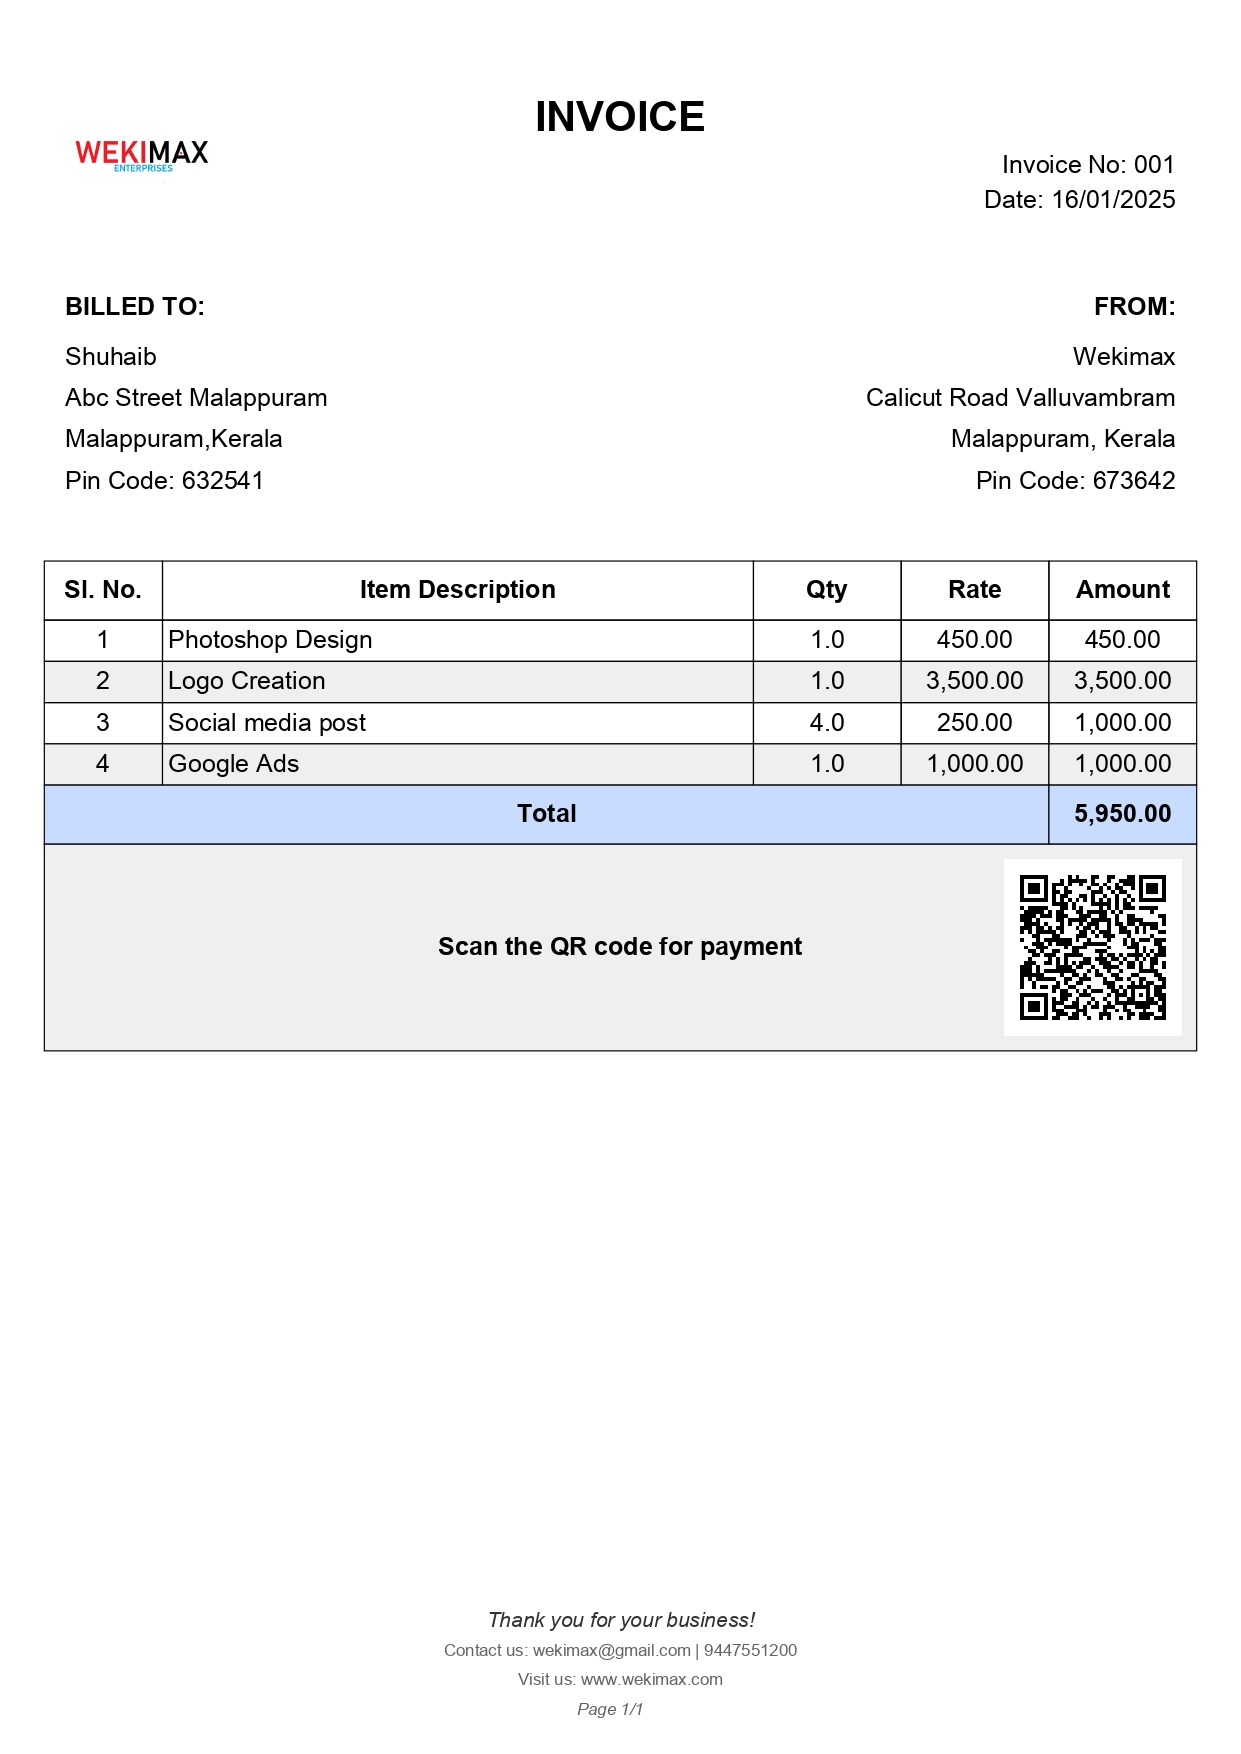 INVOICE
WEKIMAX
ENTERPRISES
Invoice No: 001
Date: 16/01/2025
BILLED TO:
Shuhaib
Abc Street Malappuram
Malappuram,Kerala
Pin Code: 632541
FROM:
Wekimax
Calicut Road Valluvambram
Malappuram, Kerala
Pin Code: 673642
Sl. No. Item Description Qty Rate Amount
1 Photoshop Design 1.0 450.00 450.00
2 Logo Creation 1.0 3,500.00 3,500.00
3 Social media post 4.0 250.00 1,000.00
4 Google Ads 1.0 1,000.00 1,000.00
Total 5,950.00
Scan the QR code for payment
Thank you for your business!
Contact us: wekimax@gmail.com | 9447551200
Visit us: www.wekimax.com
Page 1/1